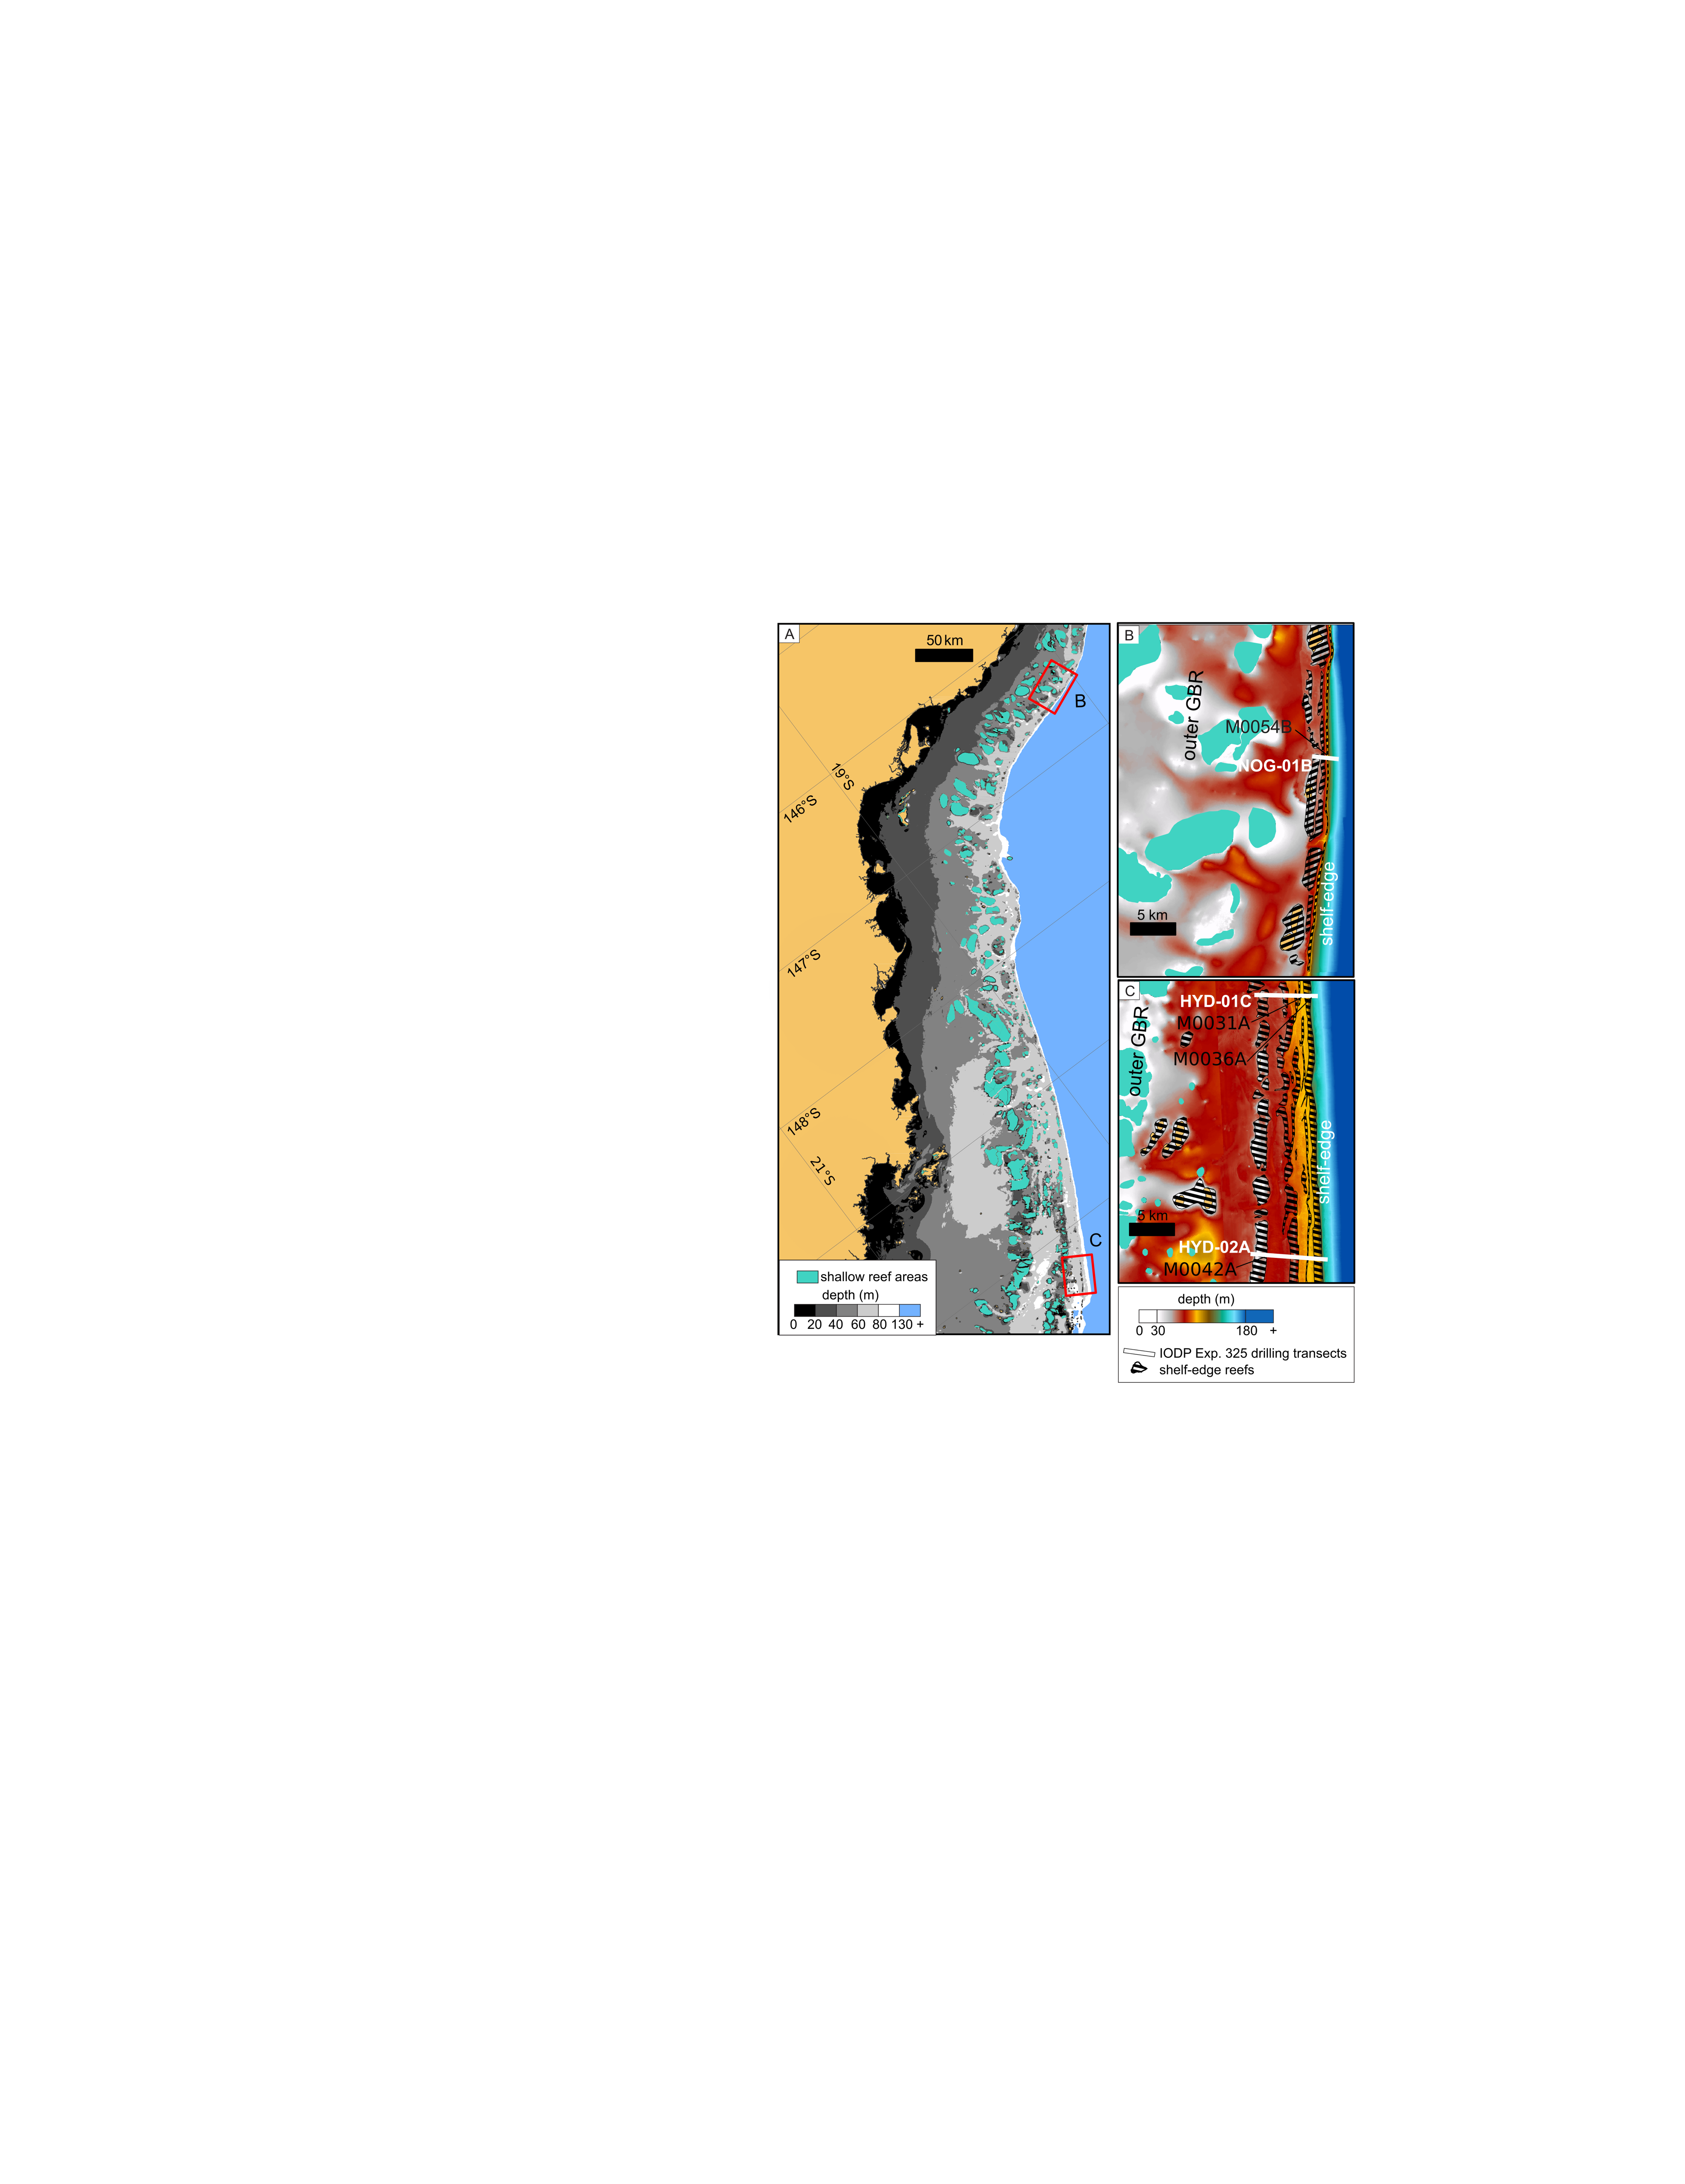 A
50 km
B
19°S
146°S
147°S
148°S
21°S
C
shallow reef areas
depth (m)
0 20 40 60 80 130 +
B
outer GBR
M0054B
NOG-01B
shelf-edge
5 km
C
HYD-01C
M0031A
outer GBR
M0036A
shelf-edge
5 km
HYD-02A
M0042A
depth (m)
0 30 180 +
IODP Exp. 325 drilling transects
shelf-edge reefs